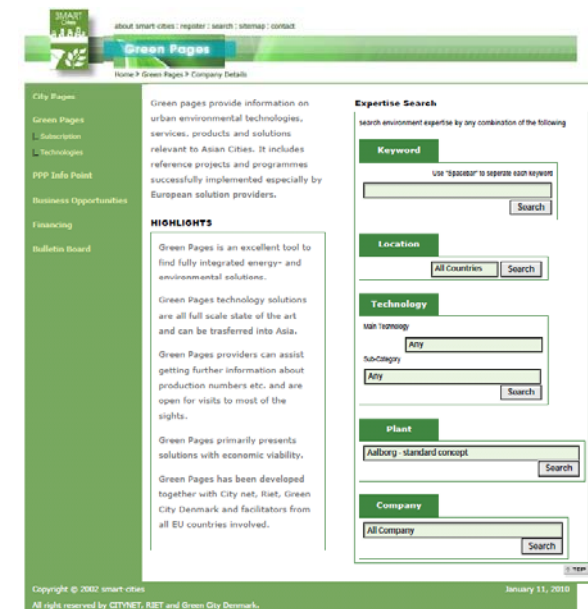 SMART
Cities
about smart-cities : register : search : sitemap : contact
Green Pages
Home > Green Pages > Company Details
City Pages
Green Pages
Subscription
Technologies
PPP Info Point
Business Opportunities
Financing
Bulletin Board
Green pages provide information on
urban environmental technologies,
services, products and solutions
relevant to Asian Cities. It includes
reference projects and programmes
successfully implemented especially by
European solution providers.
HIGHLIGHTS
Green Pages is an excellent tool to
find fully integrated energy- and
environmental solutions.
Green Pages technology solutions
are all full scale state of the art
and can be trasferred into Asia.
Green Pages providers can assist
getting further information about
production numbers etc. and are
open for visits to most of the
sights.
Green Pages primarily presents
solutions with economic viability.
Green Pages has been developed
together with City net, Riet, Green
City Denmark and facilitators from
all EU countries involved.
Expertise Search
search environment expertise by any combination of the following
Keyword
Use "Spacebar" to seperate each keyword
Search
Location
All Countries Search
Technology
Main Technology
Any
Sub-Category
Any
Search
Plant
Aalborg - standard concept
Search
Company
All Company
Search
TOP
Copyright © 2002 smart-cities January 11, 2010
All right reserved by CITYNET, RIET and Green City Denmark.